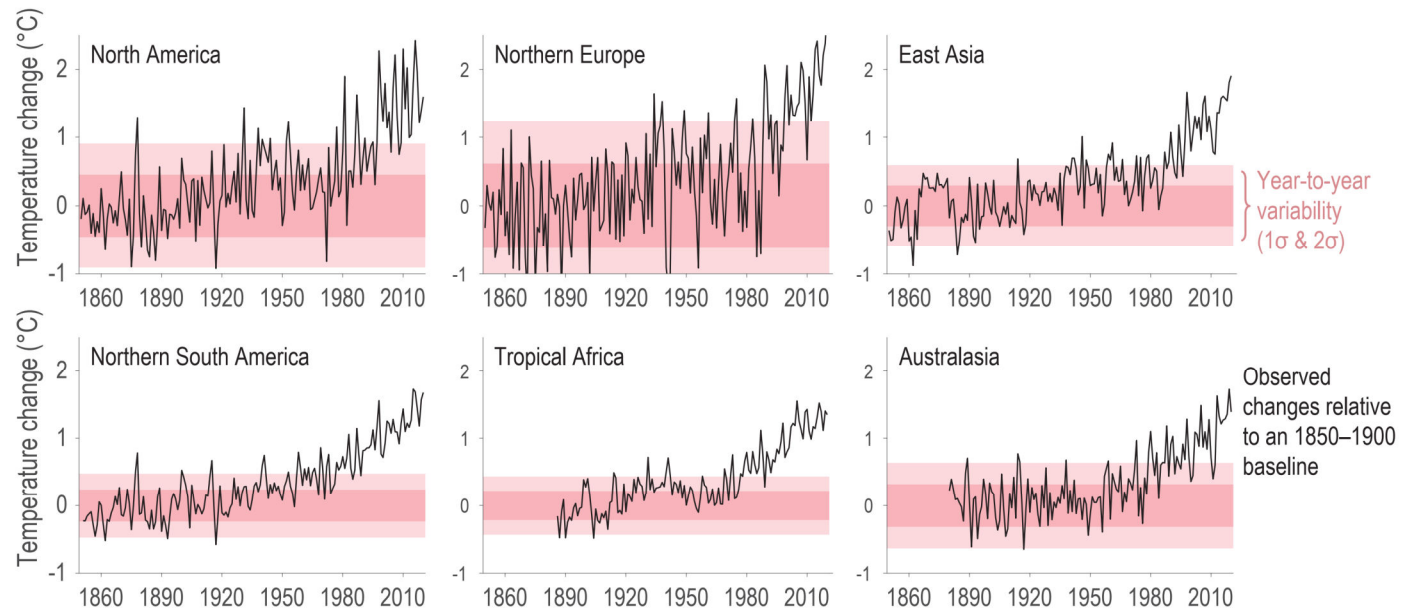 Temperature change (°C)
North America
2
1
0
-1
1860 1890 1920 1950 1980 2010
Northern Europe
2
1
0
-1
1860 1890 1920 1950 1980 2010
East Asia
2
1
0
-1
1860 1890 1920 1950 1980 2010
Year-to-year
variability
(1σ & 2σ)
Temperature change (°C)
Northern South America
2
1
0
-1
1860 1890 1920 1950 1980 2010
Tropical Africa
2
1
0
-1
1860 1890 1920 1950 1980 2010
Australasia
2
1
0
-1
1860 1890 1920 1950 1980 2010
Observed
changes relative
to an 1850–1900
baseline